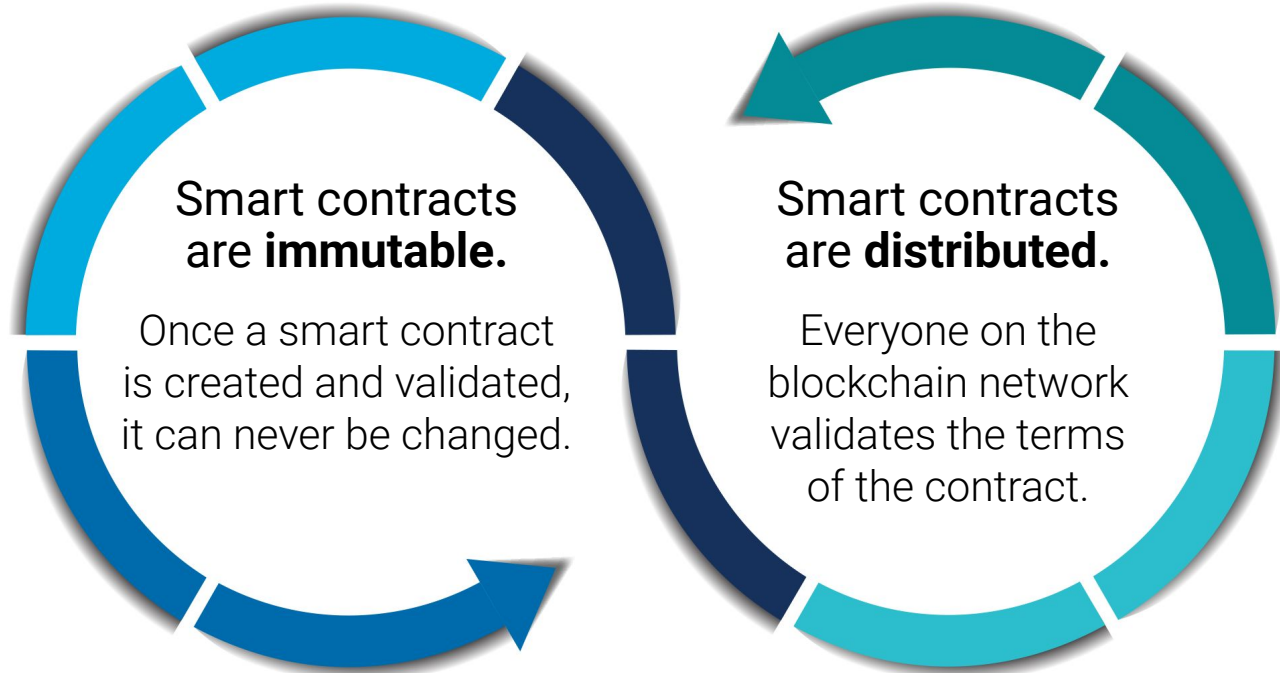 Smart contracts
are immutable.
Once a smart contract
is created and validated,
it can never be changed.
Smart contracts
are distributed.
Everyone on the
blockchain network
validates the terms
of the contract.